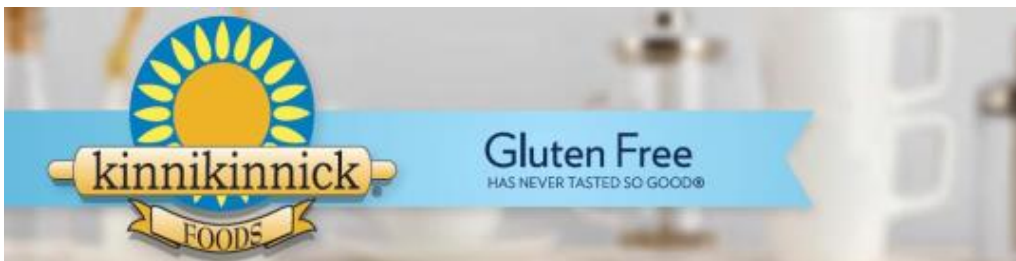 kinnikinnick®
FOODS
Gluten Free
HAS NEVER TASTED SO GOOD®